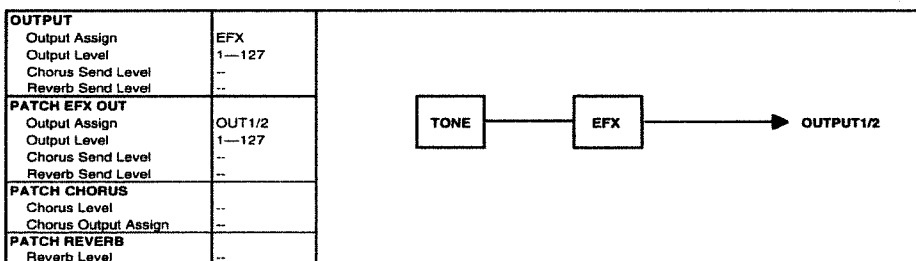 OUTPUT
Output Assign EFX
Output Level 1—127
Chorus Send Level --
Reverb Send Level --
PATCH EFX OUT
Output Assign OUT1/2
Output Level 1—127
Chorus Send Level --
Reverb Send Level --
PATCH CHORUS
Chorus Level --
Chorus Output Assign --
PATCH REVERB
Reverb Level --
TONE EFX OUTPUT1/2